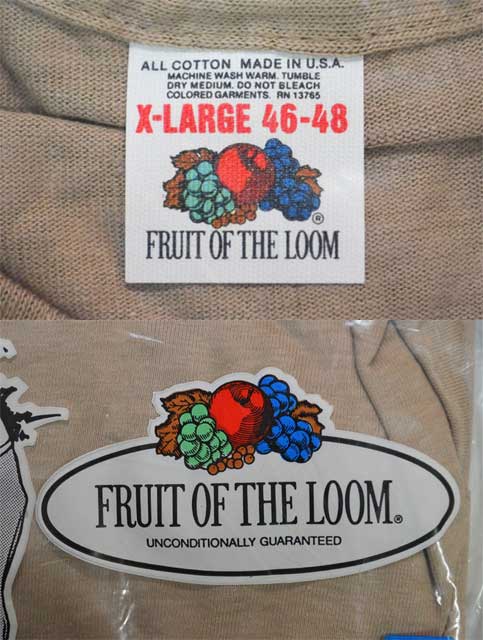 ALL COTTON MADE IN U.S.A.
MACHINE WASH WARM. TUMBLE
DRY MEDIUM. DO NOT BLEACH
COLORED GARMENTS. RN 13765
X-LARGE 46-48
®
FRUIT OF THE LOOM
FRUIT OF THE LOOM®
UNCONDITIONALLY GUARANTEED